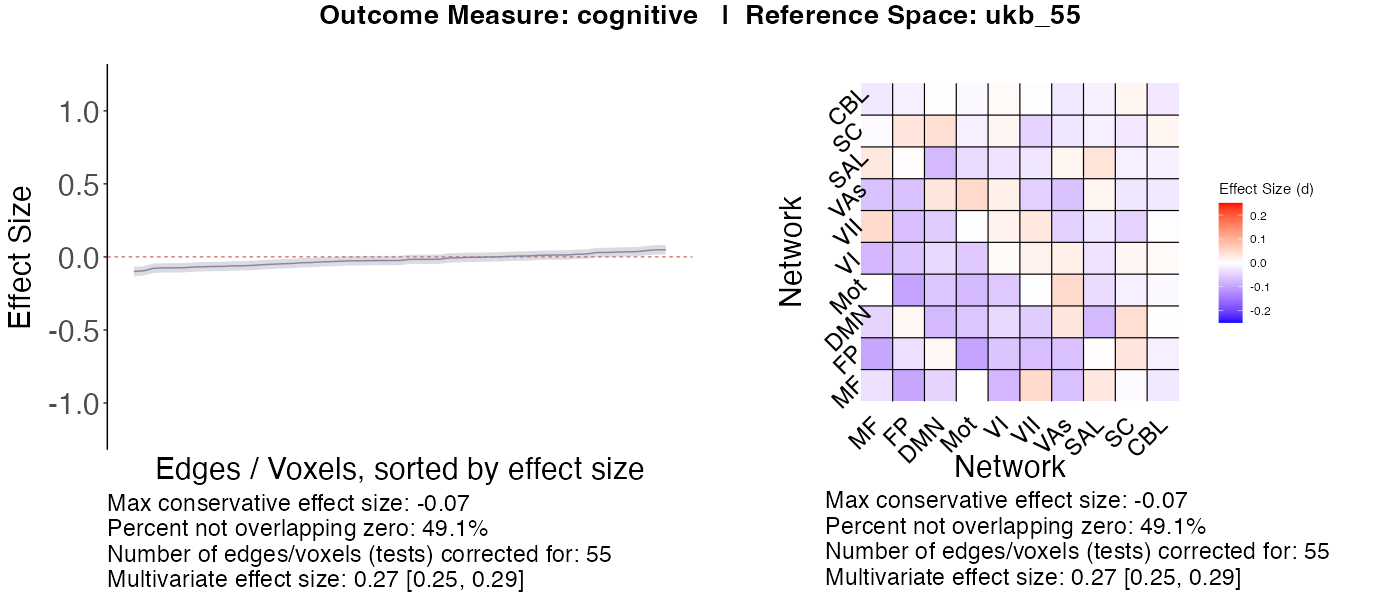 Outcome Measure: cognitive | Reference Space: ukb_55
Effect Size
1.0
0.5
0.0
-0.5
-1.0
Edges / Voxels, sorted by effect size
Max conservative effect size: -0.07
Percent not overlapping zero: 49.1%
Number of edges/voxels (tests) corrected for: 55
Multivariate effect size: 0.27 [0.25, 0.29]
Network
CBL
SC
SAL
VAs
VII
VI
Mot
DMN
FP
MF
MF FP DMN Mot VI VII VAs SAL SC CBL
Network
Effect Size (d)
0.2
0.1
0.0
-0.1
-0.2
Max conservative effect size: -0.07
Percent not overlapping zero: 49.1%
Number of edges/voxels (tests) corrected for: 55
Multivariate effect size: 0.27 [0.25, 0.29]